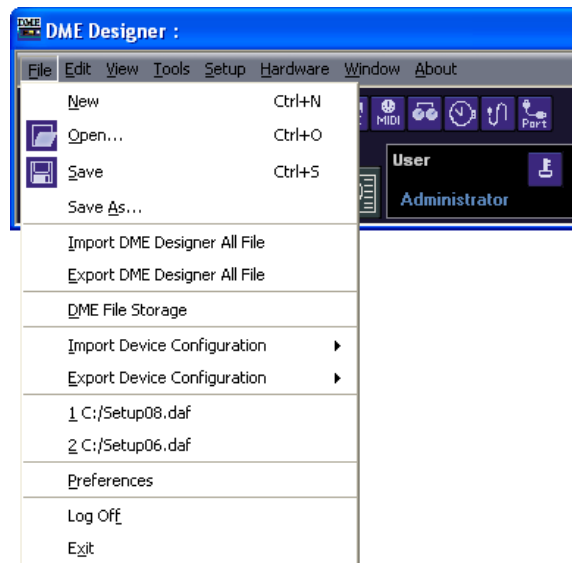 DME Designer :
File Edit View Tools Setup Hardware Window About
New Ctrl+N
Open... Ctrl+O
Save Ctrl+S
Save As...
Import DME Designer All File
Export DME Designer All File
DME File Storage
Import Device Configuration
Export Device Configuration
1 C:/Setup08.daf
2 C:/Setup06.daf
Preferences
Log Off
Exit
MIDI
Port
User
Administrator